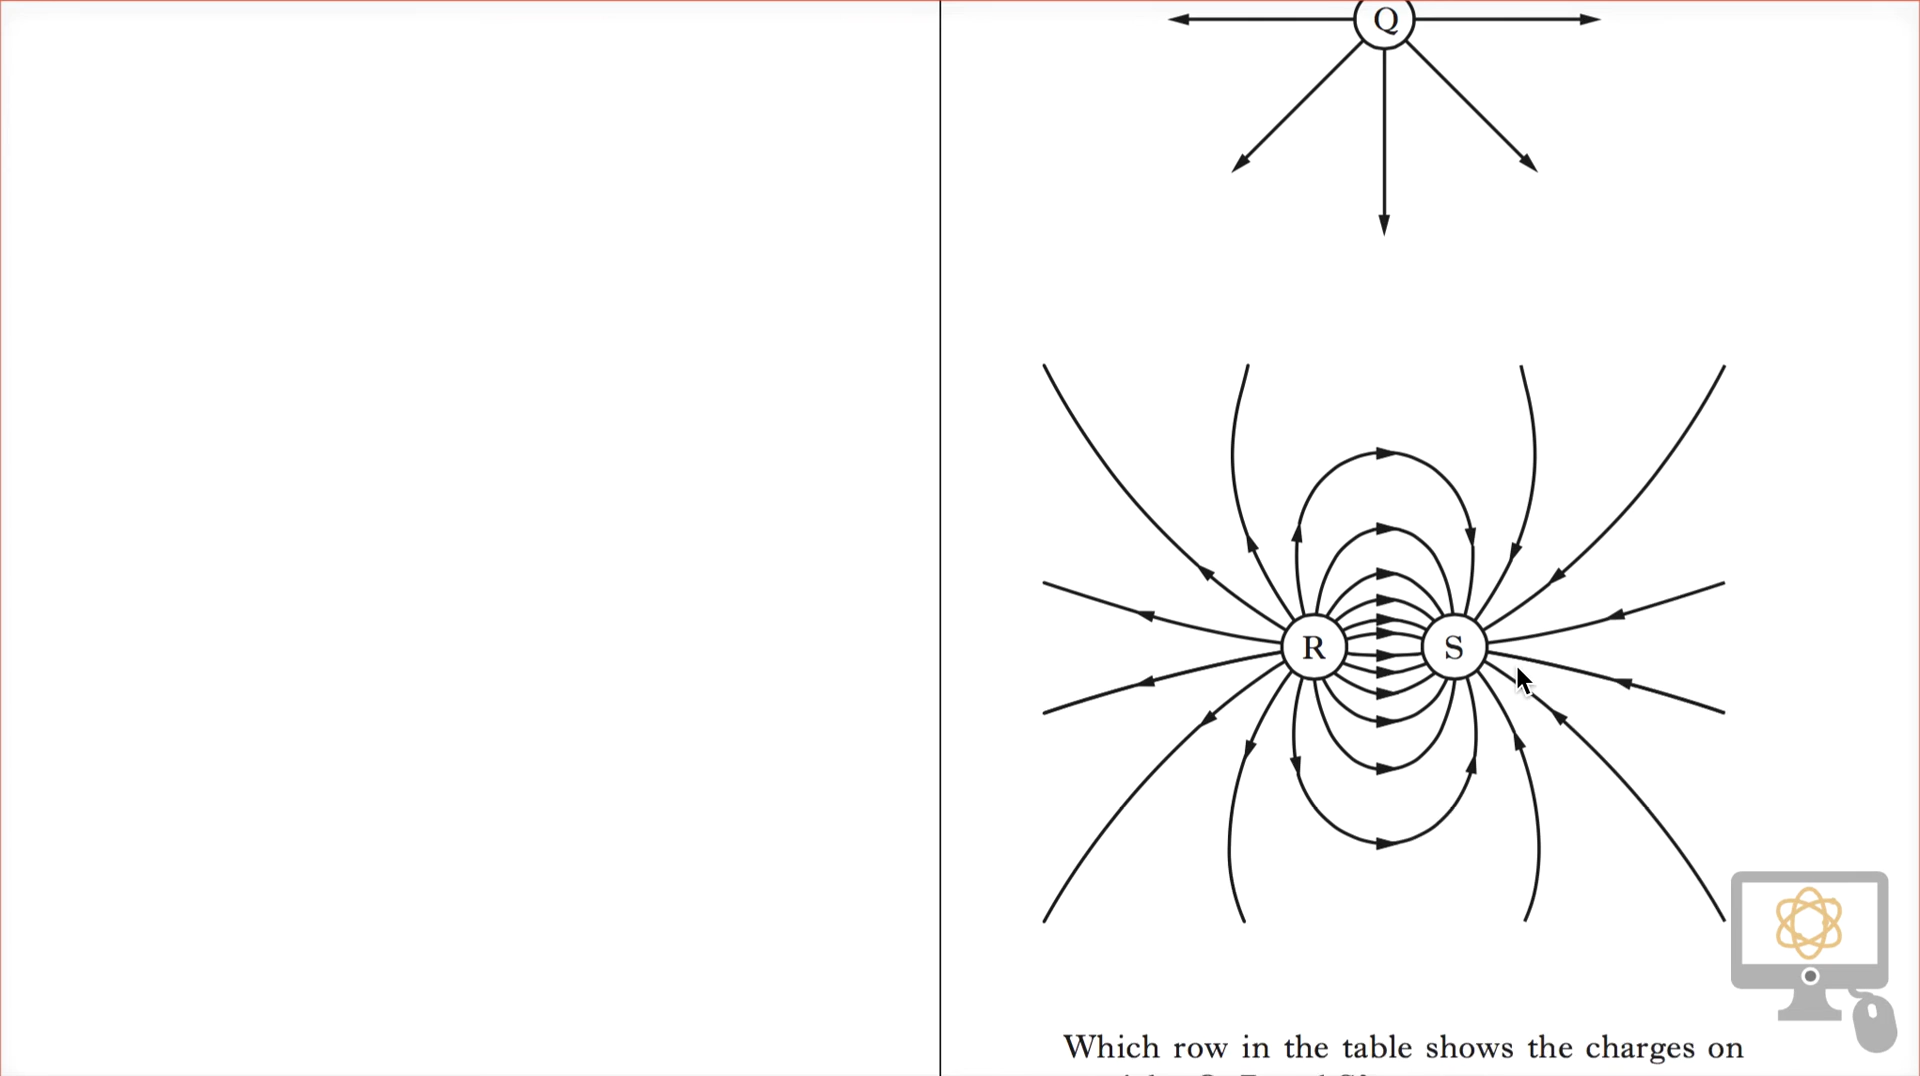 Q
R S
Which row in the table shows the charges on